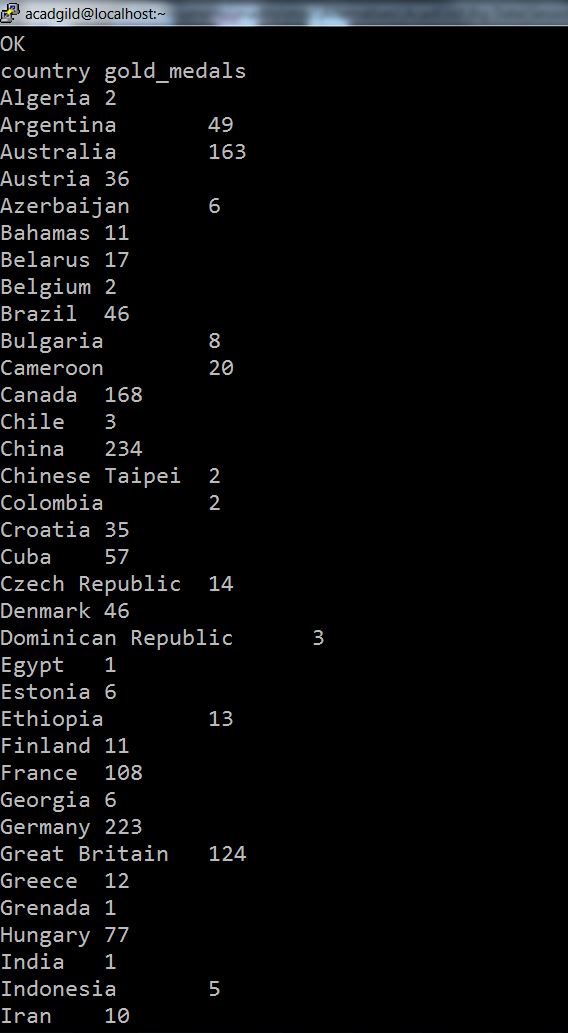 acadgild@localhost:~
OK
country gold_medals
Algeria 2
Argentina 49
Australia 163
Austria 36
Azerbaijan 6
Bahamas 11
Belarus 17
Belgium 2
Brazil 46
Bulgaria 8
Cameroon 20
Canada 168
Chile 3
China 234
Chinese Taipei 2
Colombia 2
Croatia 35
Cuba 57
Czech Republic 14
Denmark 46
Dominican Republic 3
Egypt 1
Estonia 6
Ethiopia 13
Finland 11
France 108
Georgia 6
Germany 223
Great Britain 124
Greece 12
Grenada 1
Hungary 77
India 1
Indonesia 5
Iran 10